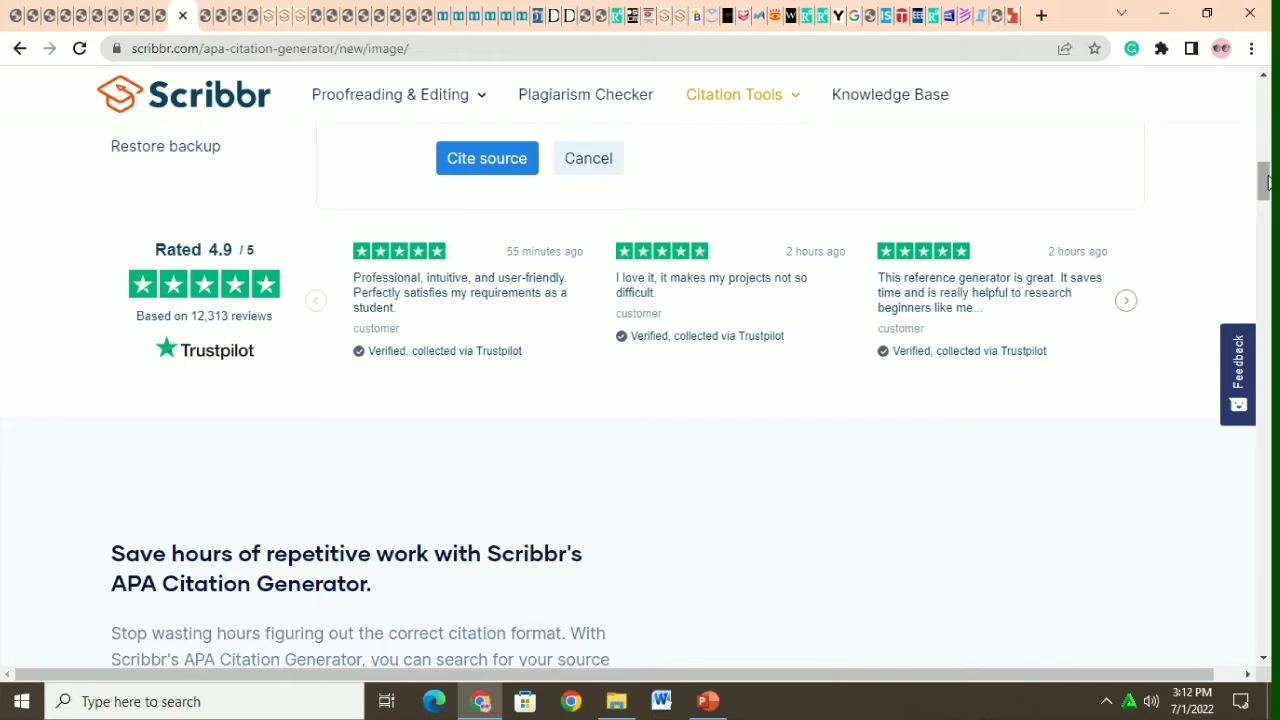 scribbr.com/apa-citation-generator/new/image/
Scribbr
Proofreading & Editing
Plagiarism Checker
Citation Tools
Knowledge Base
Restore backup
Cite source
Cancel
Rated 4.9 / 5
Based on 12,313 reviews
Trustpilot
55 minutes ago
Professional, intuitive, and user-friendly.
Perfectly satisfies my requirements as a
student.
customer
Verified, collected via Trustpilot
2 hours ago
I love it, it makes my projects not so
difficult.
customer
Verified, collected via Trustpilot
2 hours ago
This reference generator is great. It saves
time and is really helpful to research
beginners like me...
customer
Verified, collected via Trustpilot
Feedback
Save hours of repetitive work with Scribbr's
APA Citation Generator.
Stop wasting hours figuring out the correct citation format. With
Scribbr's APA Citation Generator, you can search for your source
Type here to search
3:12 PM
7/1/2022